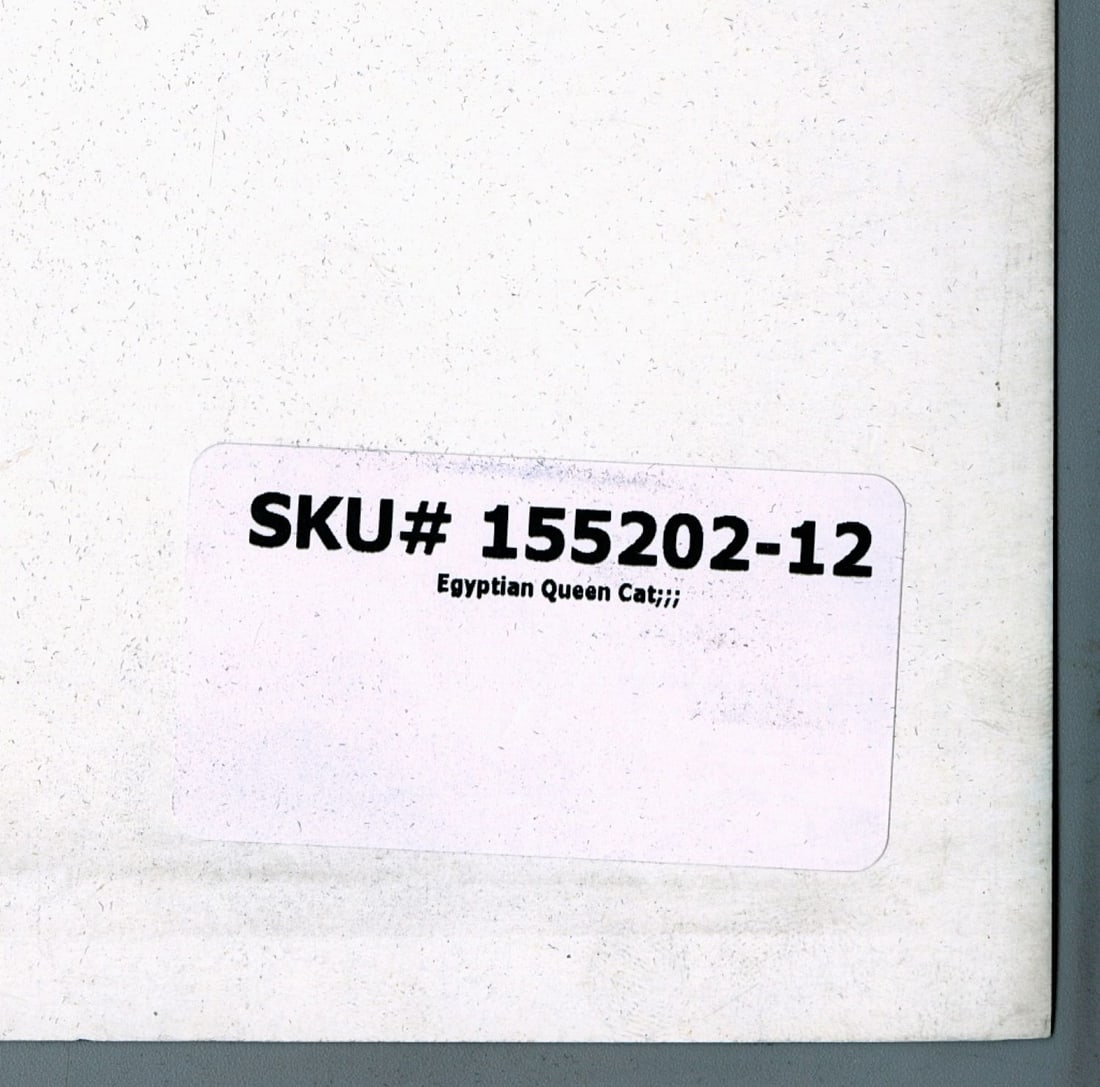 SKU# 155202-12
Egyptian Queen Cat;;;